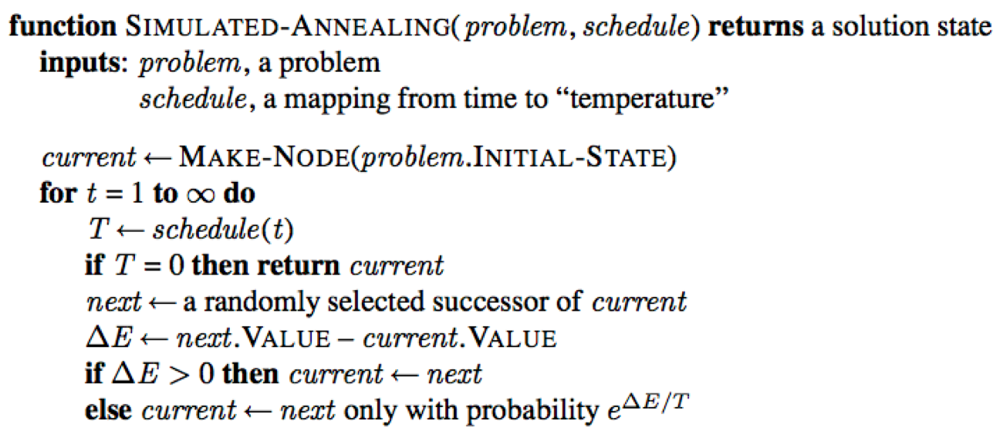 function SIMULATED-ANNEALING(problem, schedule) returns a solution state
inputs: problem, a problem
schedule, a mapping from time to “temperature”
current ← MAKE-NODE(problem.INITIAL-STATE)
for t = 1 to ∞ do
T ← schedule(t)
if T = 0 then return current
next ← a randomly selected successor of current
ΔE ← next.VALUE – current.VALUE
if ΔE > 0 then current ← next
else current ← next only with probability e^{ΔE/T}